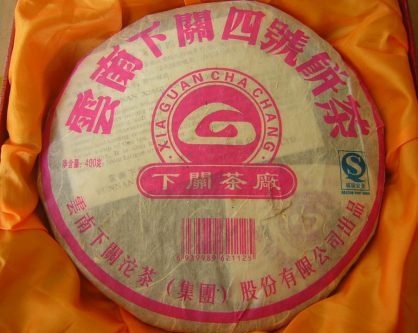 雲南下關四號餅茶
·XIAGUAN CHA CHANG·
净含量: 400克
下關茶廠
6 939989 621125
雲南下關沱茶（集團）股份有限公司出品